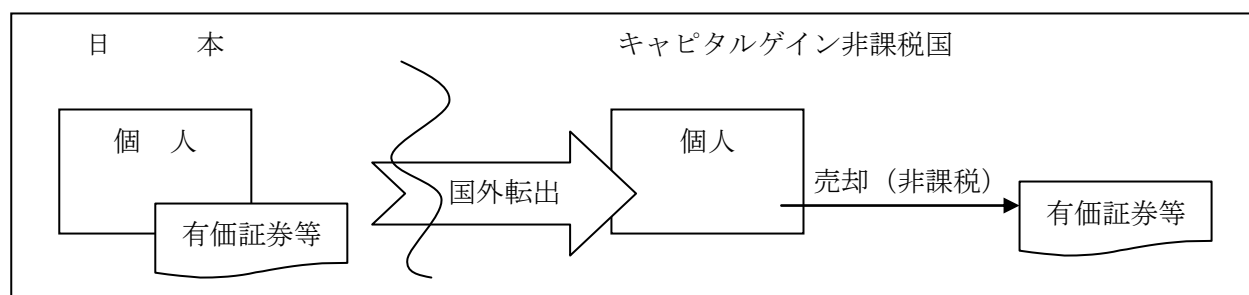 日　　　本
キャピタルゲイン非課税国
個　人
有価証券等
国外転出
個人
売却（非課税）
有価証券等